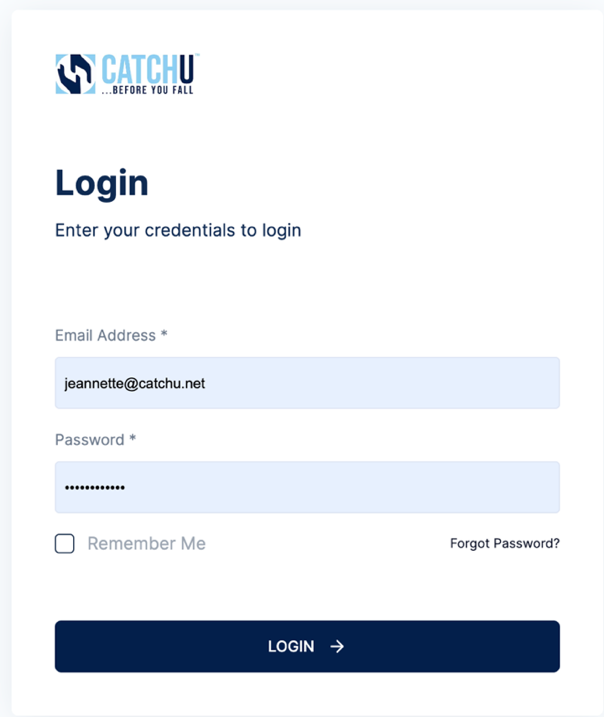 CATCHU™
...BEFORE YOU FALL
Login
Enter your credentials to login
Email Address *
jeannette@catchu.net
Password *
••••••••••••
Remember Me
Forgot Password?
LOGIN →